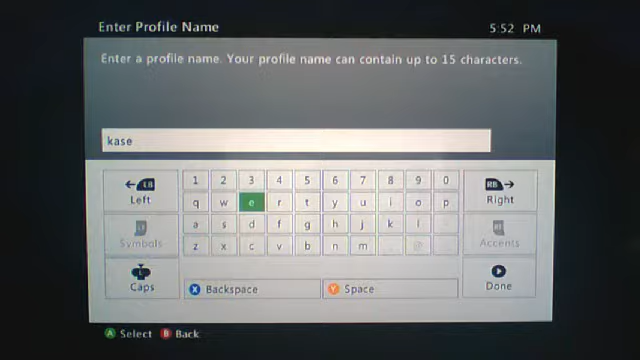 Enter Profile Name 5:52 PM
Enter a profile name. Your profile name can contain up to 15 characters.
kase
LB 1 2 3 4 5 6 7 8 9 0 RB
Left q w e r t y u i o p Right
Symbols a s d f g h j k l Accents
z x c v b n m @
Caps X Backspace Y Space Done
A Select B Back